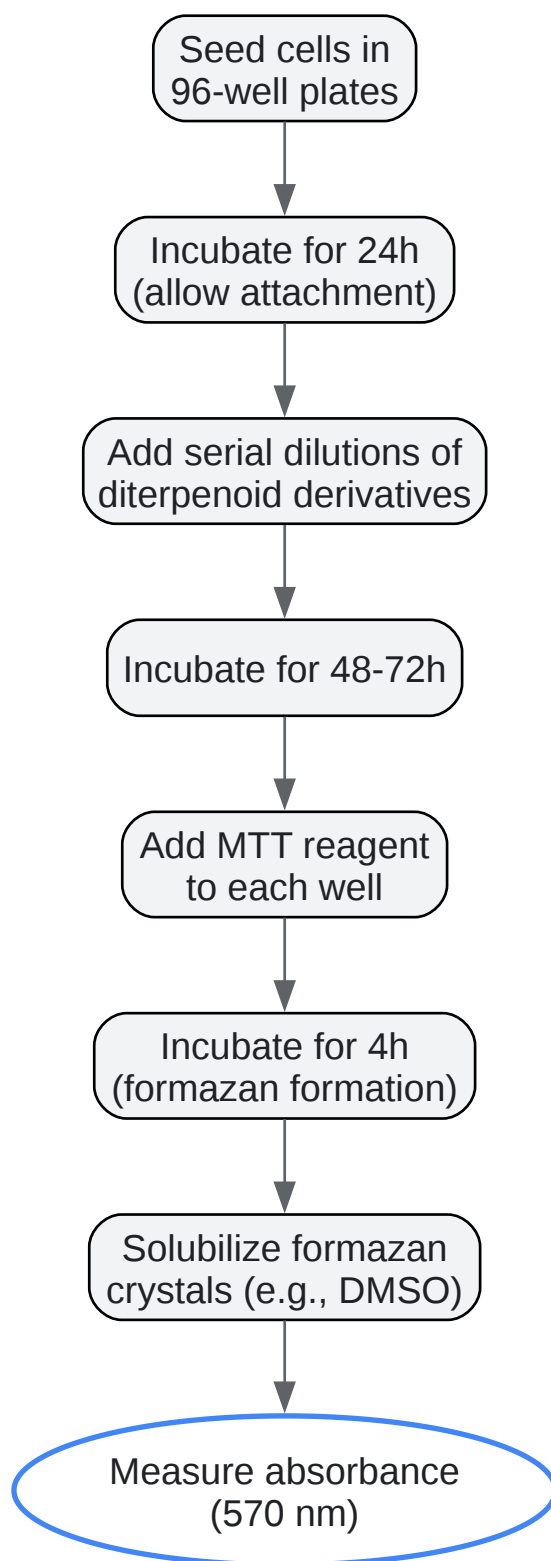 Seed cells in
96-well plates
Incubate for 24h
(allow attachment)
Add serial dilutions of
diterpenoid derivatives
Incubate for 48-72h
Add MTT reagent
to each well
Incubate for 4h
(formazan formation)
Solubilize formazan
crystals (e.g., DMSO)
Measure absorbance
(570 nm)